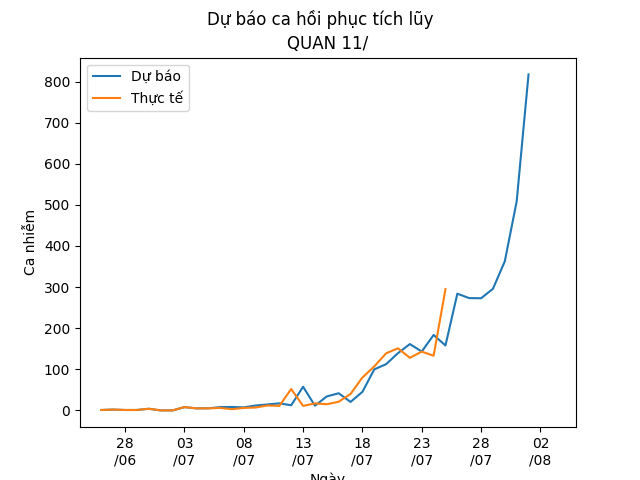 Dự báo ca hồi phục tích lũy
QUAN 11/
Dự báo
Thực tế
Ca nhiễm
800
700
600
500
400
300
200
100
0
28 03 08 13 18 23 28 02
/06 /07 /07 /07 /07 /07 /07 /08
Ngày